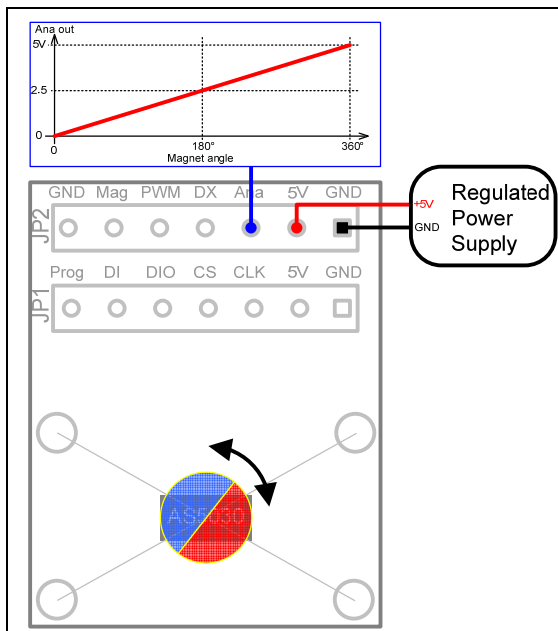 Ana out
5V
2.5
0
0 180° 360°
Magnet angle
GND Mag PWM DX Ana 5V GND
JP2
+5V
GND
Regulated
Power
Supply
Prog DI DIO CS CLK 5V GND
JP1
AS5030